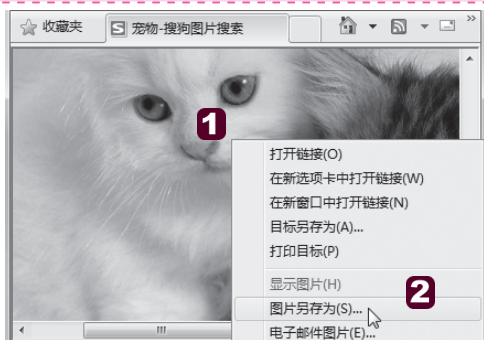 收藏夹 宠物-搜狗图片搜索
1
打开链接(O)
在新选项卡中打开链接(W)
在新窗口中打开链接(N)
目标另存为(A)...
打印目标(P)
显示图片(H)
2
图片另存为(S)...
电子邮件图片(E)...